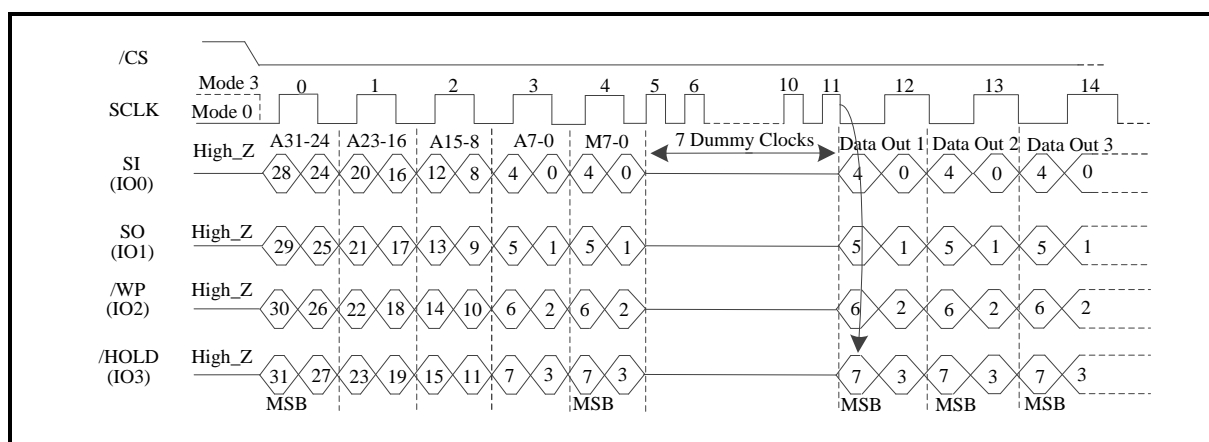 /CS
Mode 3 0 1 2 3 4 5 6 10 11 12 13 14
SCLK Mode 0
A31-24 A23-16 A15-8 A7-0 M7-0 7 Dummy Clocks Data Out 1 Data Out 2 Data Out 3
SI High_Z 28 24 20 16 12 8 4 0 4 0 4 0 4 0 4 0
(IO0)
SO High_Z 29 25 21 17 13 9 5 1 5 1 5 1 5 1 5 1
(IO1)
/WP High_Z 30 26 22 18 14 10 6 2 6 2 6 2 6 2 6 2
(IO2)
/HOLD High_Z 31 27 23 19 15 11 7 3 7 3 7 3 7 3 7 3
(IO3)
MSB MSB MSB MSB MSB